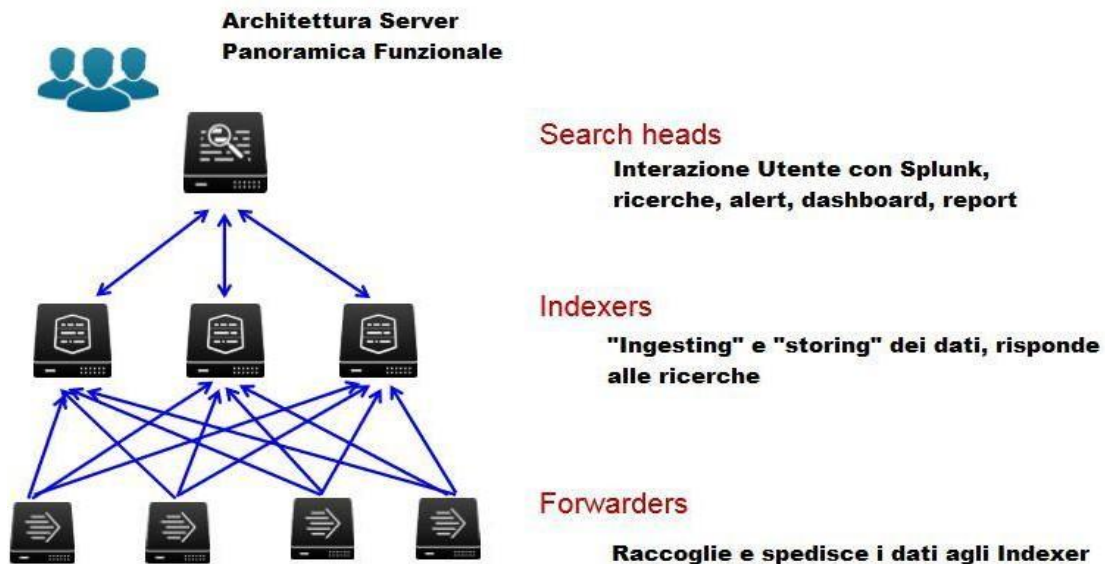 Architettura Server
Panoramica Funzionale
Search heads
Interazione Utente con Splunk,
ricerche, alert, dashboard, report
Indexers
"Ingesting" e "storing" dei dati, risponde
alle ricerche
Forwarders
Raccoglie e spedisce i dati agli Indexer